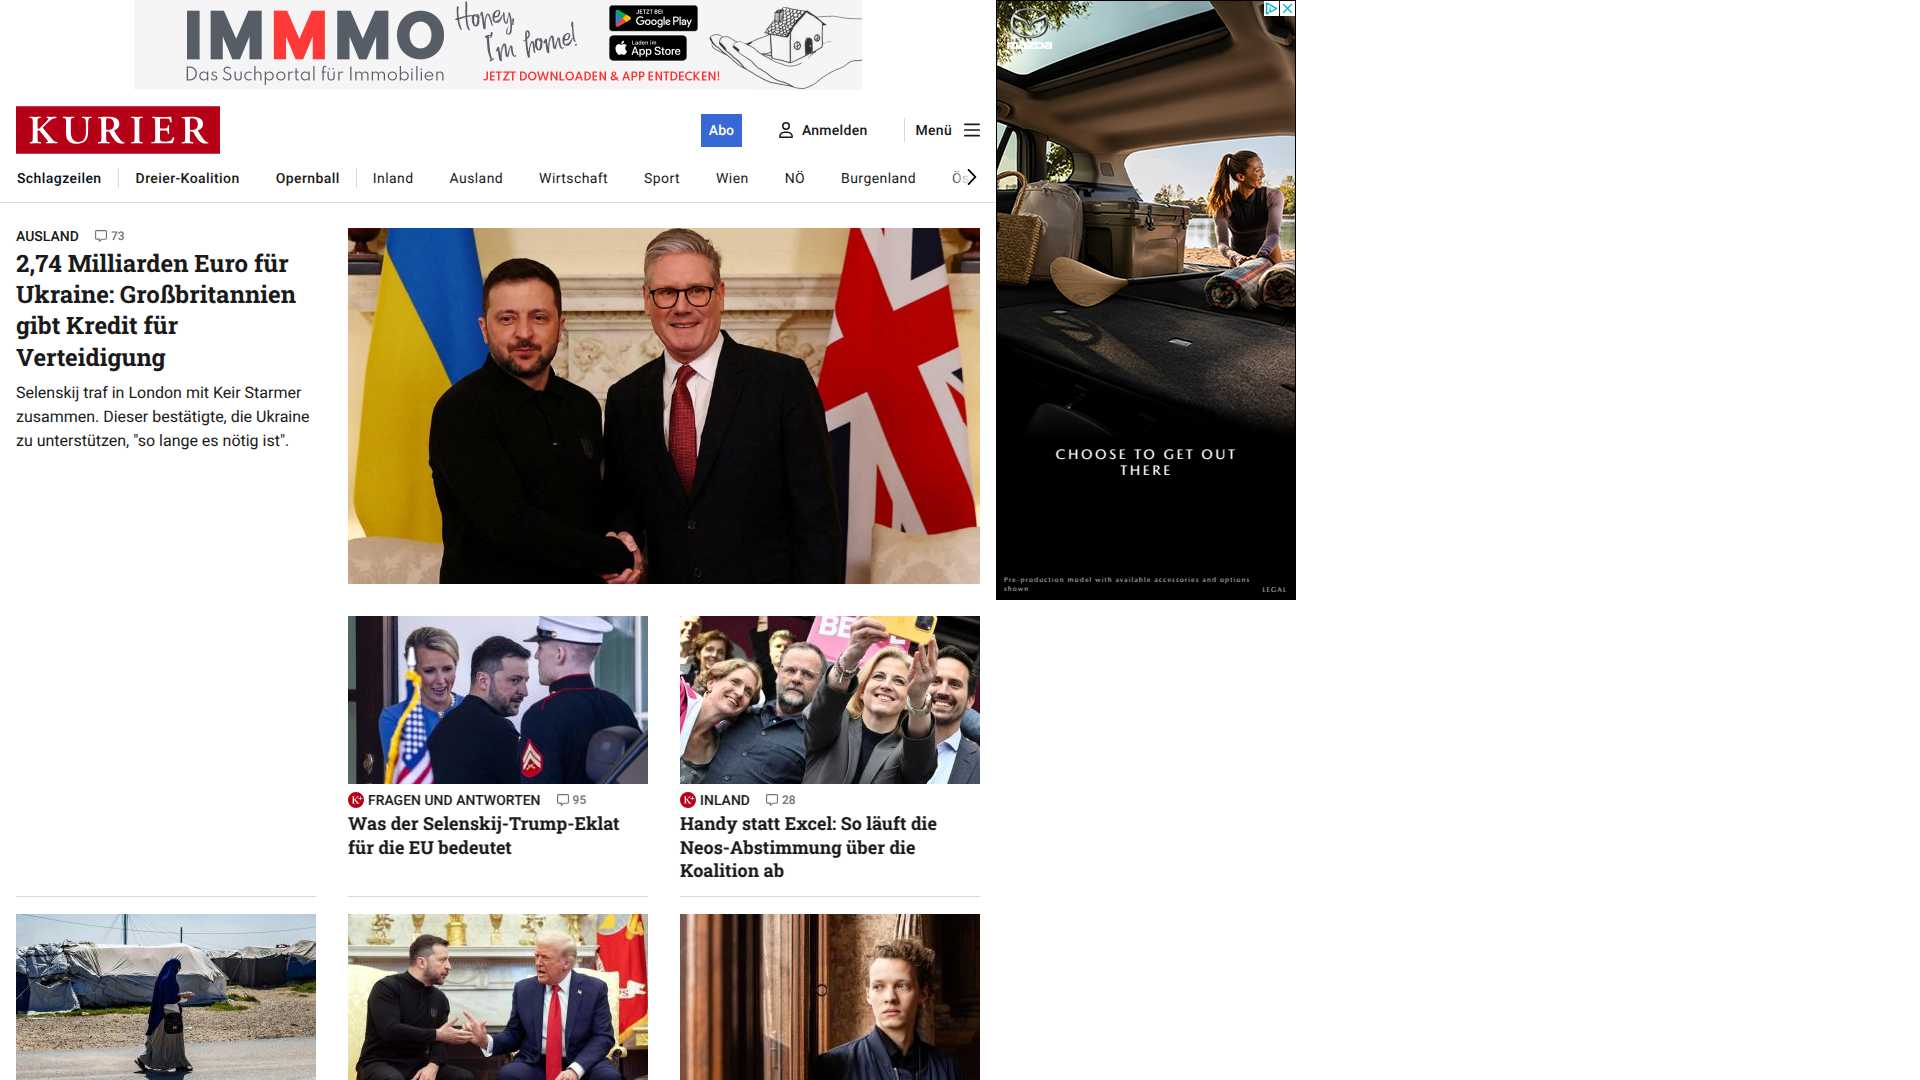 IMMMO
Das Suchportal für Immobilien
Honey,
I'm home!
JETZT BEI
Google Play
Laden im
App Store
JETZT DOWNLOADEN & APP ENTDECKEN!
KURIER
Abo
Anmelden
Menü
Schlagzeilen
Dreier-Koalition
Opernball
Inland
Ausland
Wirtschaft
Sport
Wien
NÖ
Burgenland
Ös
AUSLAND 73
2,74 Milliarden Euro für
Ukraine: Großbritannien
gibt Kredit für
Verteidigung
Selenskij traf in London mit Keir Starmer
zusammen. Dieser bestätigte, die Ukraine
zu unterstützen, "so lange es nötig ist".
K+ FRAGEN UND ANTWORTEN 95
Was der Selenskij-Trump-Eklat
für die EU bedeutet
K+ INLAND 28
Handy statt Excel: So läuft die
Neos-Abstimmung über die
Koalition ab
mazda
CHOOSE TO GET OUT
THERE
Pre-production model with available accessories and options
shown
LEGAL